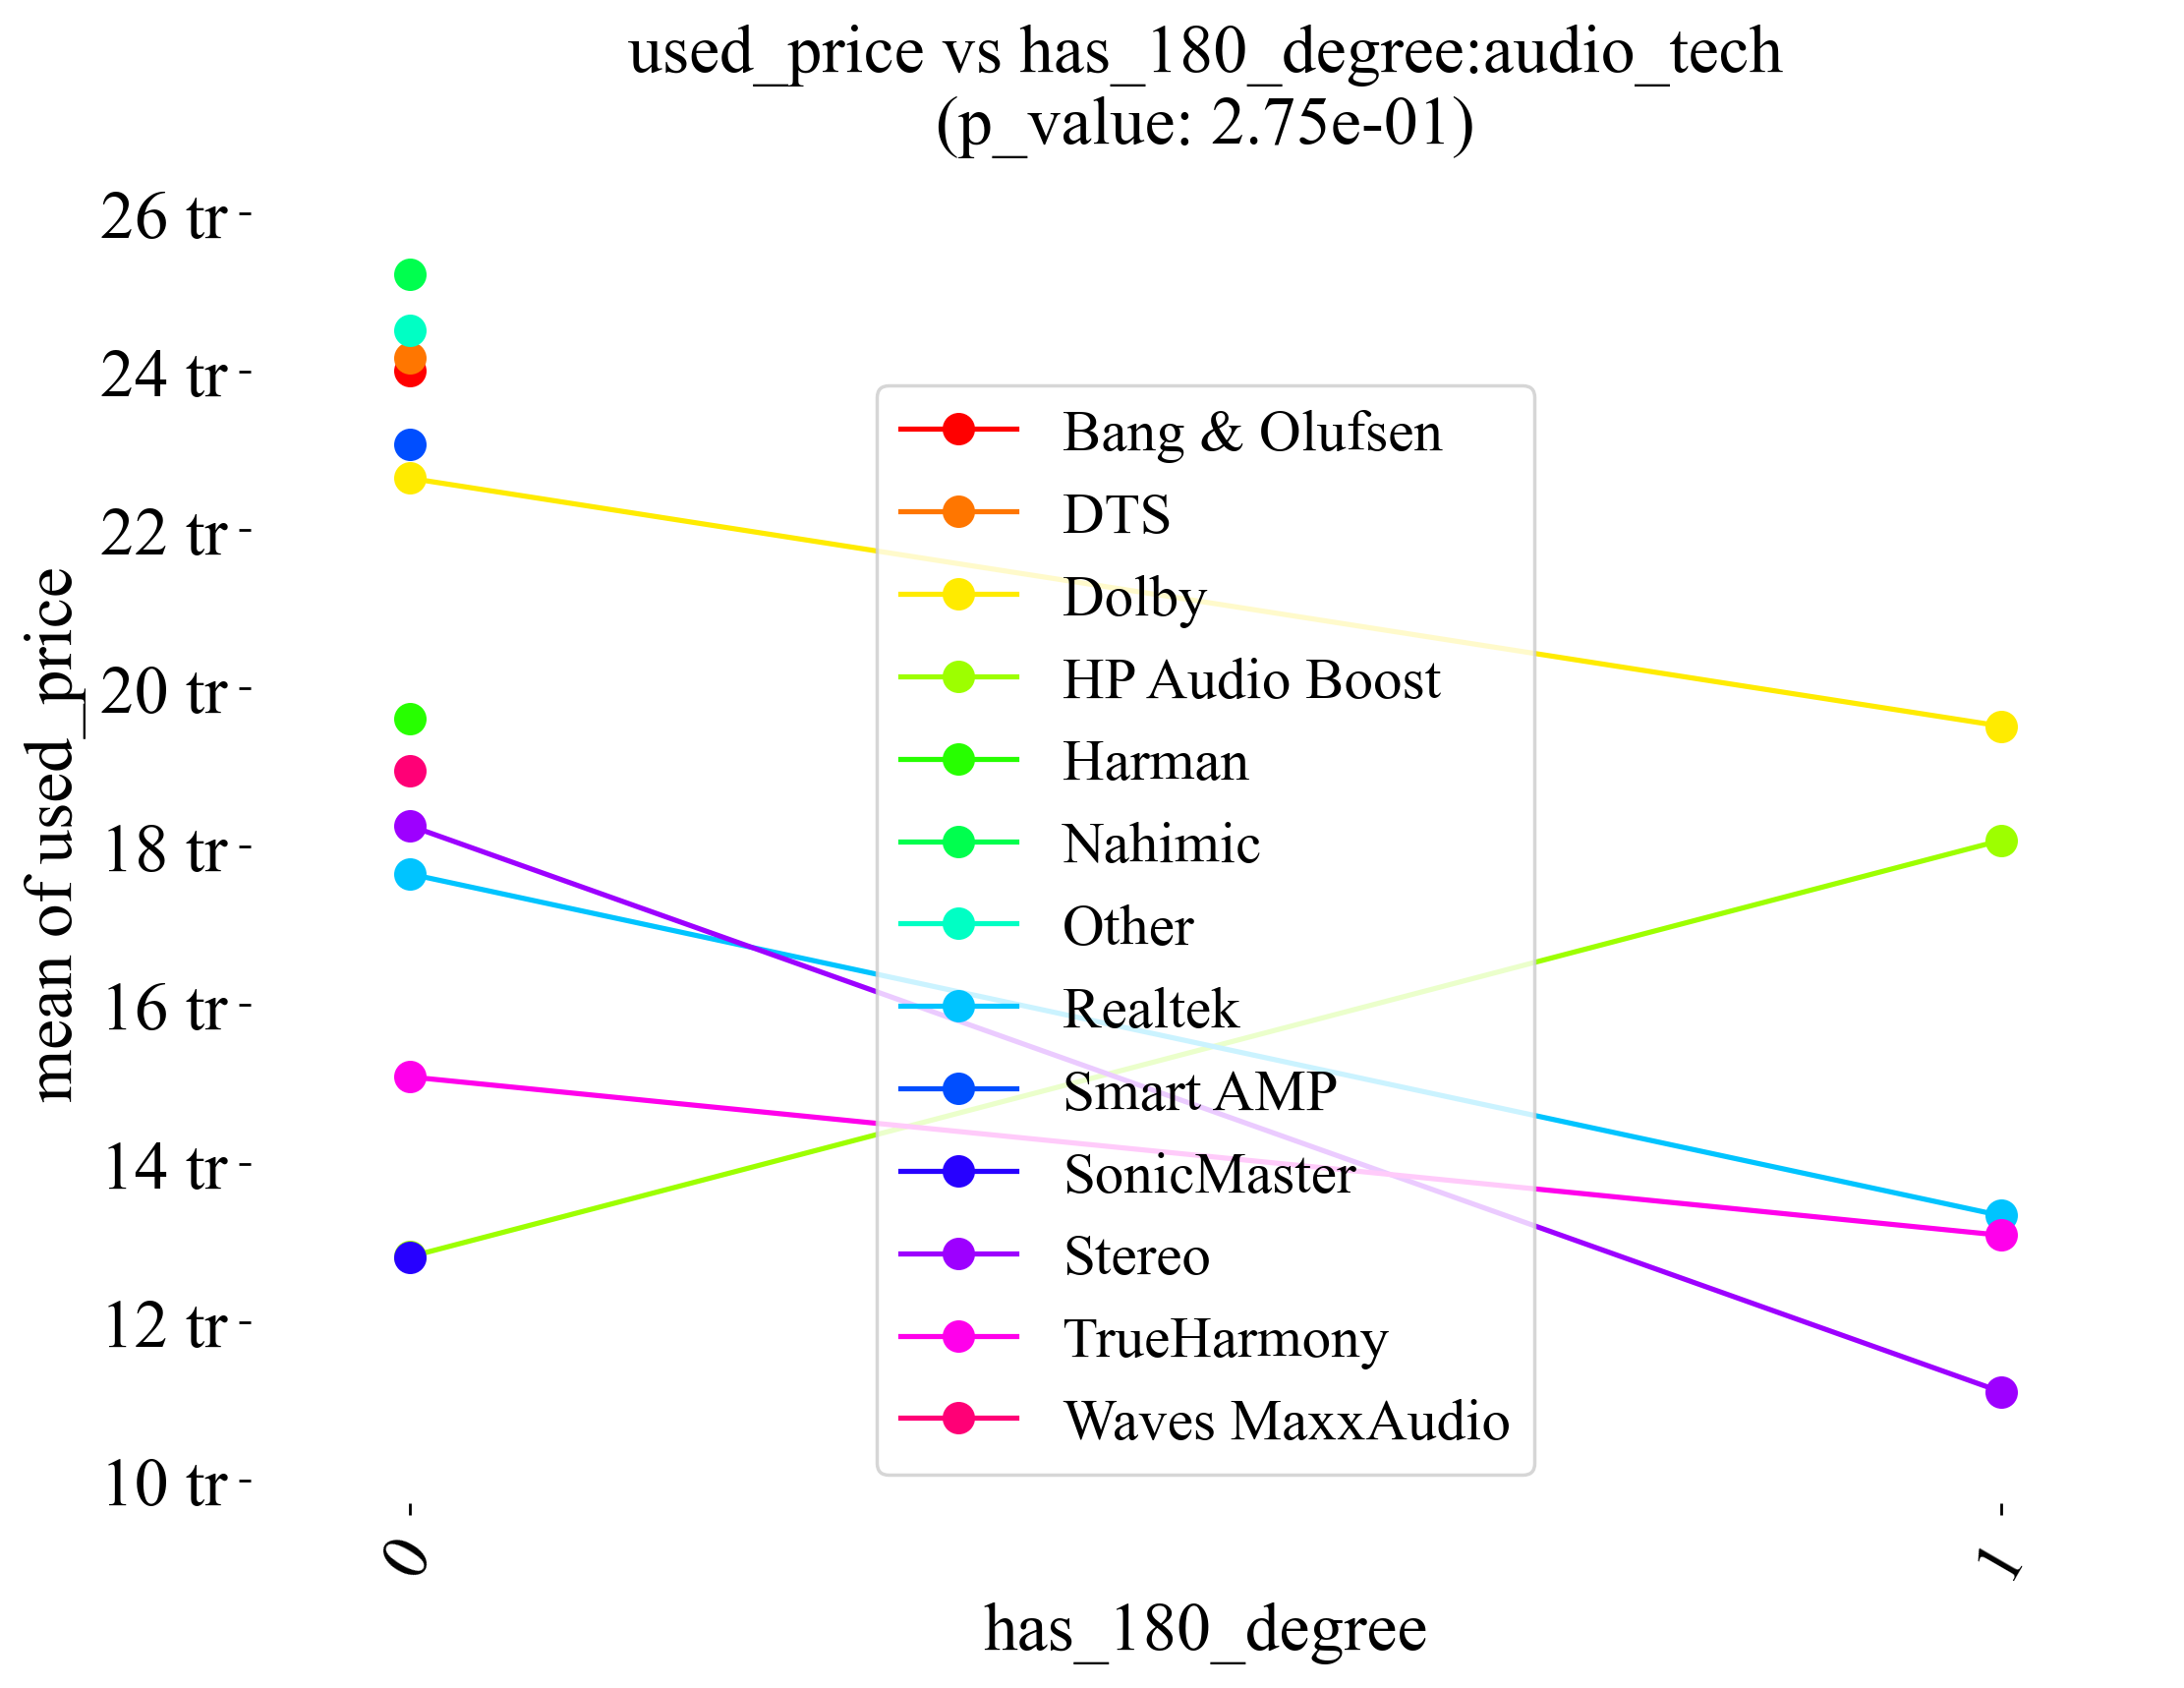 used_price vs has_180_degree:audio_tech
(p_value: 2.75e-01)
26 tr
24 tr
22 tr
20 tr
18 tr
16 tr
14 tr
12 tr
10 tr
mean of used_price
Bang & Olufsen
DTS
Dolby
HP Audio Boost
Harman
Nahimic
Other
Realtek
Smart AMP
SonicMaster
Stereo
TrueHarmony
Waves MaxxAudio
0
1
has_180_degree